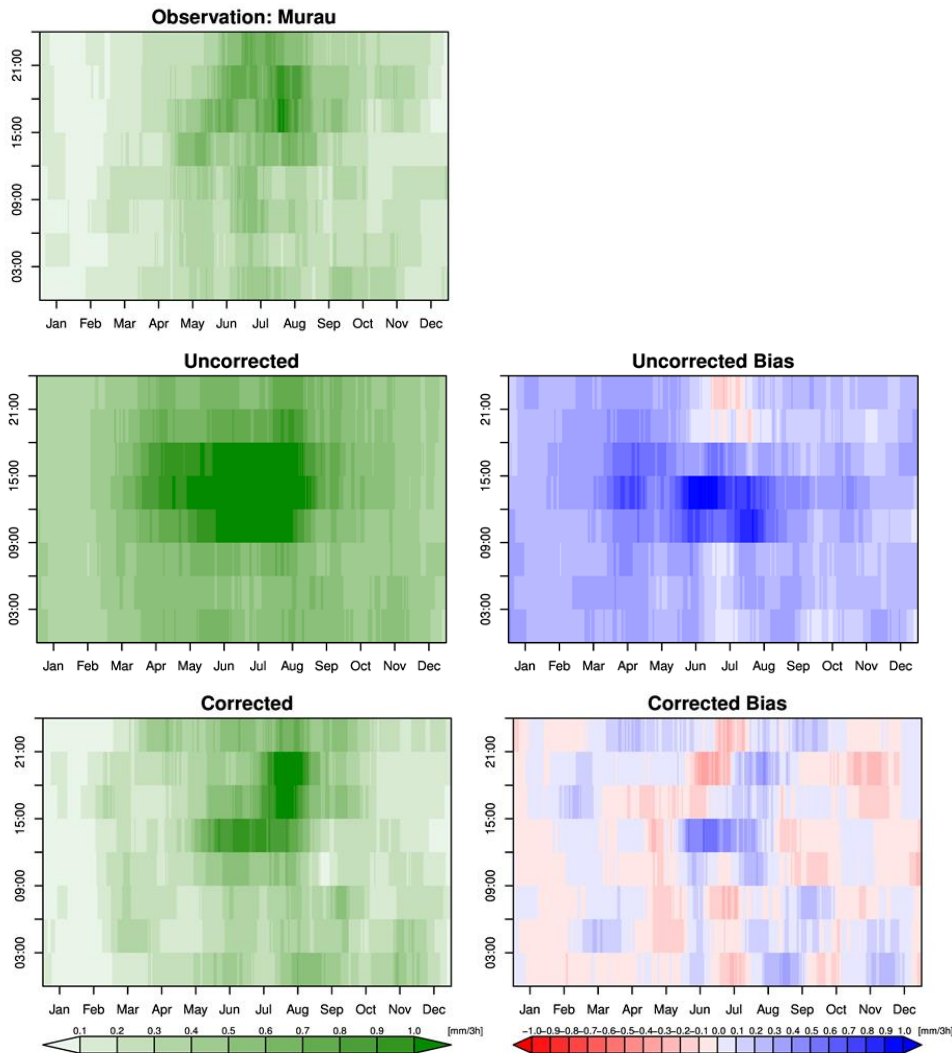 Observation: Murau
21:00
15:00
09:00
03:00
Jan Feb Mar Apr May Jun Jul Aug Sep Oct Nov Dec
Uncorrected
21:00
15:00
09:00
03:00
Jan Feb Mar Apr May Jun Jul Aug Sep Oct Nov Dec
Uncorrected Bias
21:00
15:00
09:00
03:00
Jan Feb Mar Apr May Jun Jul Aug Sep Oct Nov Dec
Corrected
21:00
15:00
09:00
03:00
Jan Feb Mar Apr May Jun Jul Aug Sep Oct Nov Dec
0.1 0.2 0.3 0.4 0.5 0.6 0.7 0.8 0.9 1.0 [mm/3h]
Corrected Bias
21:00
15:00
09:00
03:00
Jan Feb Mar Apr May Jun Jul Aug Sep Oct Nov Dec
−1.0−0.9−0.8−0.7−0.6−0.5−0.4−0.3−0.2−0.1 0.0 0.1 0.2 0.3 0.4 0.5 0.6 0.7 0.8 0.9 1.0 [mm/3h]